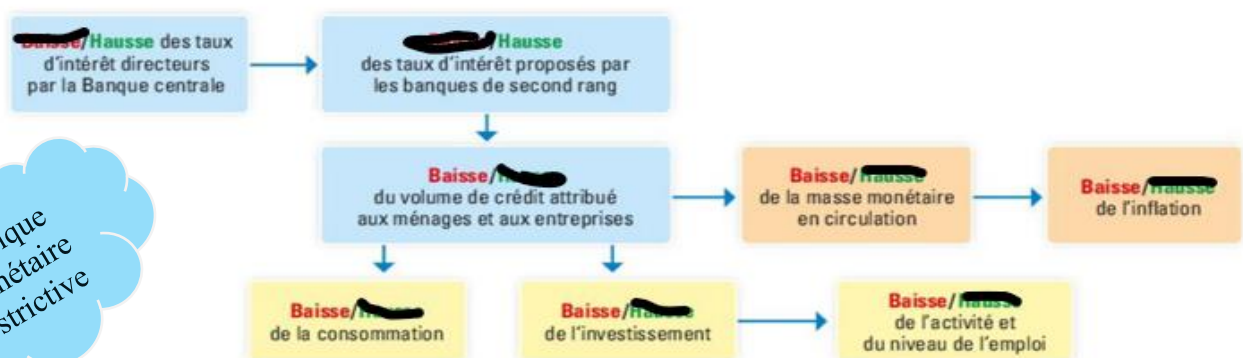 /Hausse des taux
d'intérêt directeurs
par la Banque centrale
/Hausse
des taux d'intérêt proposés par
les banques de second rang
Baisse/
du volume de crédit attribué
aux ménages et aux entreprises
Baisse/
de la masse monétaire
en circulation
Baisse/
de l'inflation
Baisse/
de la consommation
Baisse/
de l'investissement
Baisse/
de l'activité et
du niveau de l'emploi
ique
nétaire
strictive